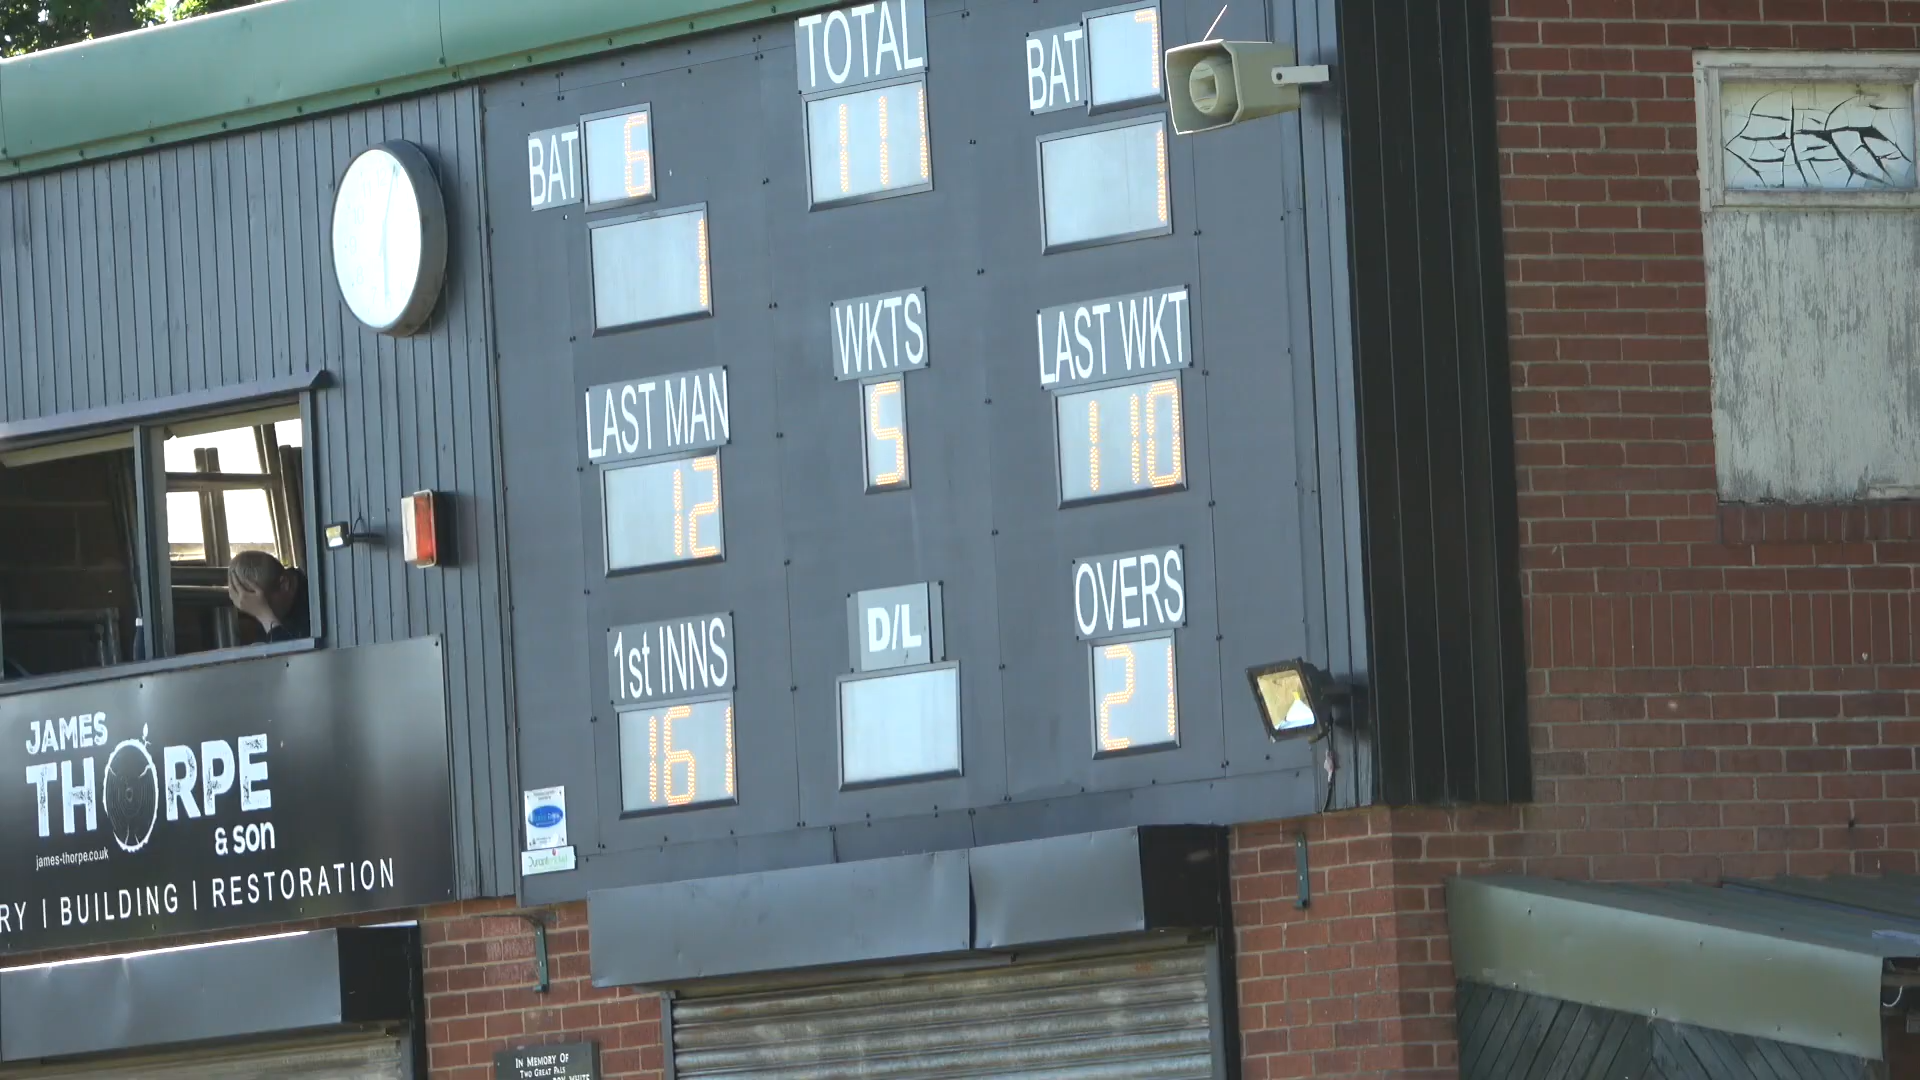 TOTAL
111
BAT 7
1
BAT 6
1
WKTS
5
LAST WKT
110
LAST MAN
12
OVERS
21
D/L
1st INNS
161
JAMES
THORPE
& SON
james-thorpe.co.uk
RY | BUILDING | RESTORATION
IN MEMORY OF
TWO GREAT PALS